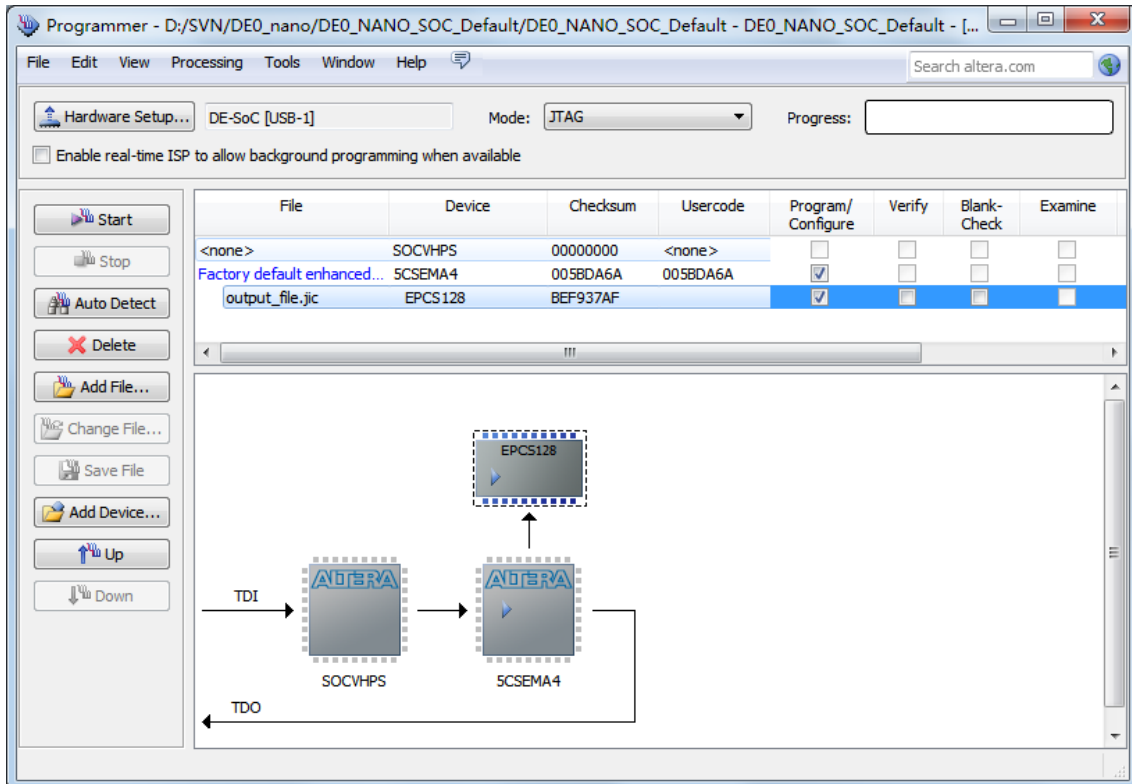 Programmer - D:/SVN/DE0_nano/DE0_NANO_SOC_Default/DE0_NANO_SOC_Default - DE0_NANO_SOC_Default - [...
File Edit View Processing Tools Window Help Search altera.com
Hardware Setup... DE-SoC [USB-1] Mode: JTAG Progress:
Enable real-time ISP to allow background programming when available
Start
Stop
Auto Detect
Delete
Add File...
Change File...
Save File
Add Device...
Up
Down
File Device Checksum Usercode Program/ Configure Verify Blank- Check Examine
<none> SOCVHPS 00000000 <none>
Factory default enhanced... 5CSEMA4 005BDA6A 005BDA6A
output_file.jic EPCS128 BEF937AF
EPCS128
ALTERA ALTERA
TDI
SOCVHPS 5CSEMA4
TDO